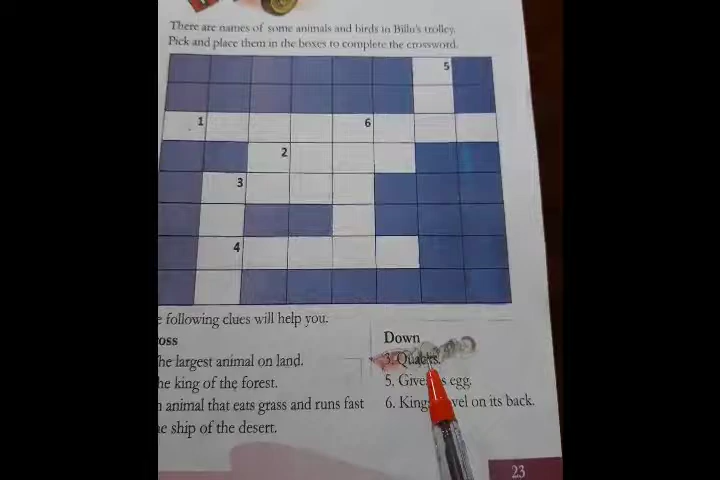 There are names of some animals and birds in Billu's trolley.
Pick and place them in the boxes to complete the crossword.
5
1 6
2
3
4
e following clues will help you.
oss
he largest animal on land.
he king of the forest.
n animal that eats grass and runs fast
e ship of the desert.
Down
3. Quacks.
5. Give s egg.
6. King vel on its back.
23